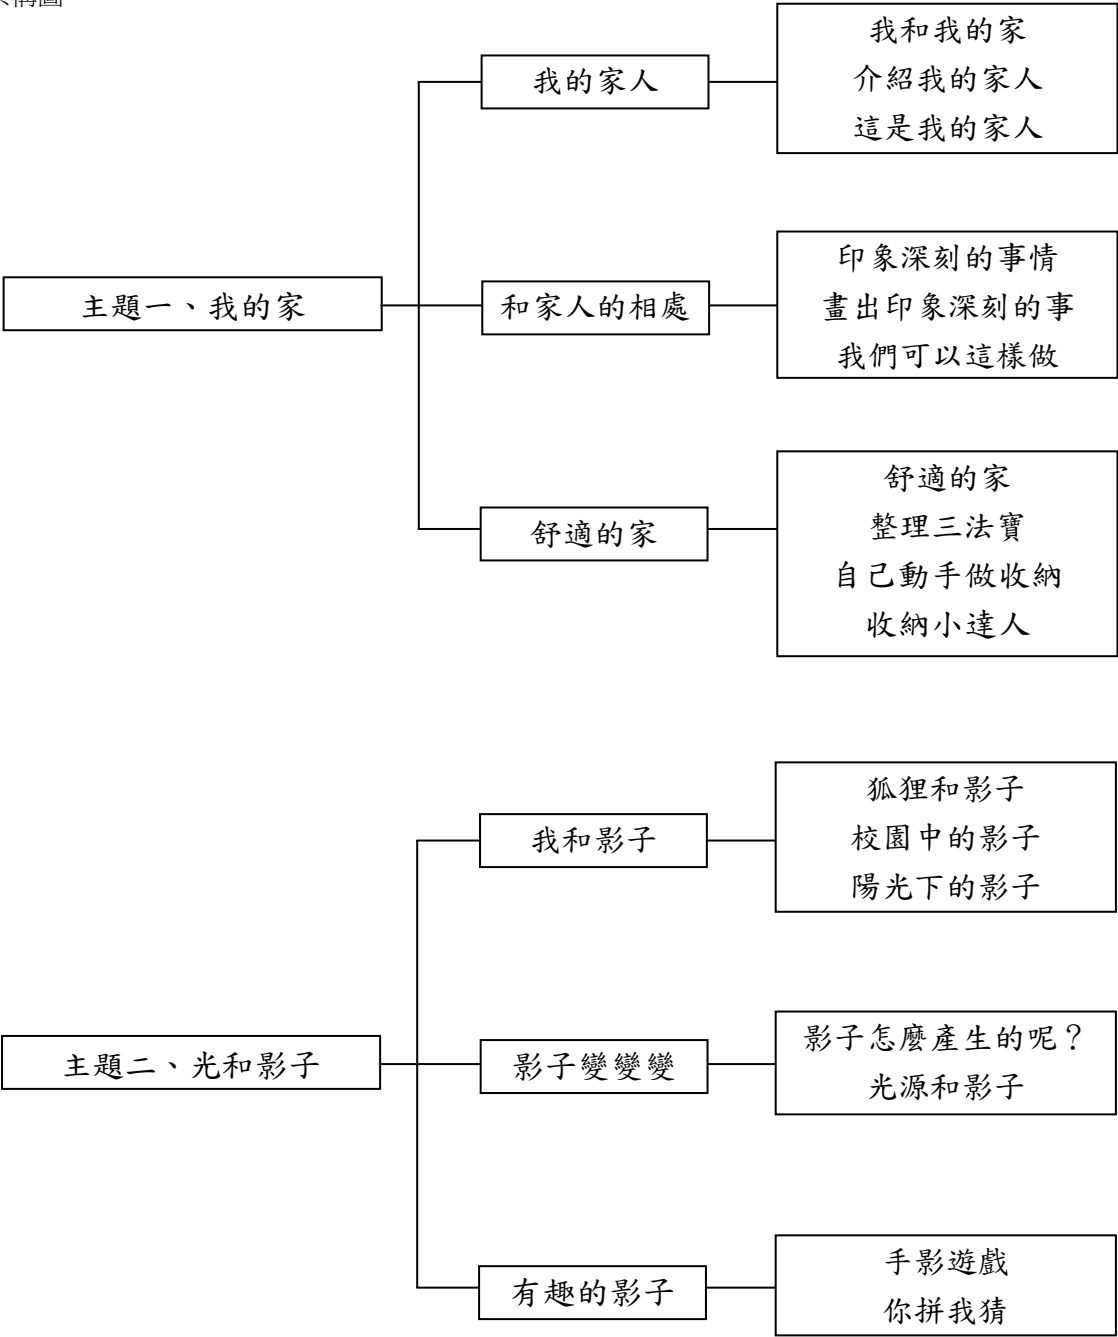 構圖
主題一、我的家
我的家人
我和我的家
介紹我的家人
這是我的家人
和家人的相處
印象深刻的事情
畫出印象深刻的事
我們可以這樣做
舒適的家
舒適的家
整理三法寶
自己動手做收納
收納小達人
主題二、光和影子
我和影子
狐狸和影子
校園中的影子
陽光下的影子
影子變變變
影子怎麼產生的呢？
光源和影子
有趣的影子
手影遊戲
你拼我猜